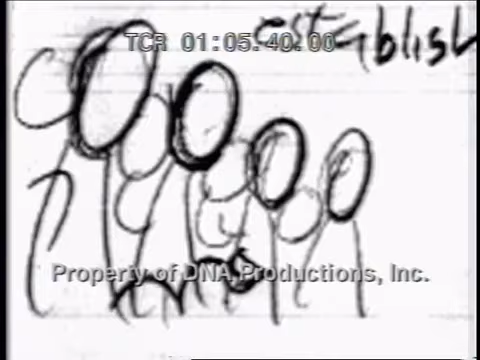 TCR 01:05:40.00
establish
Property of DNA Productions, Inc.